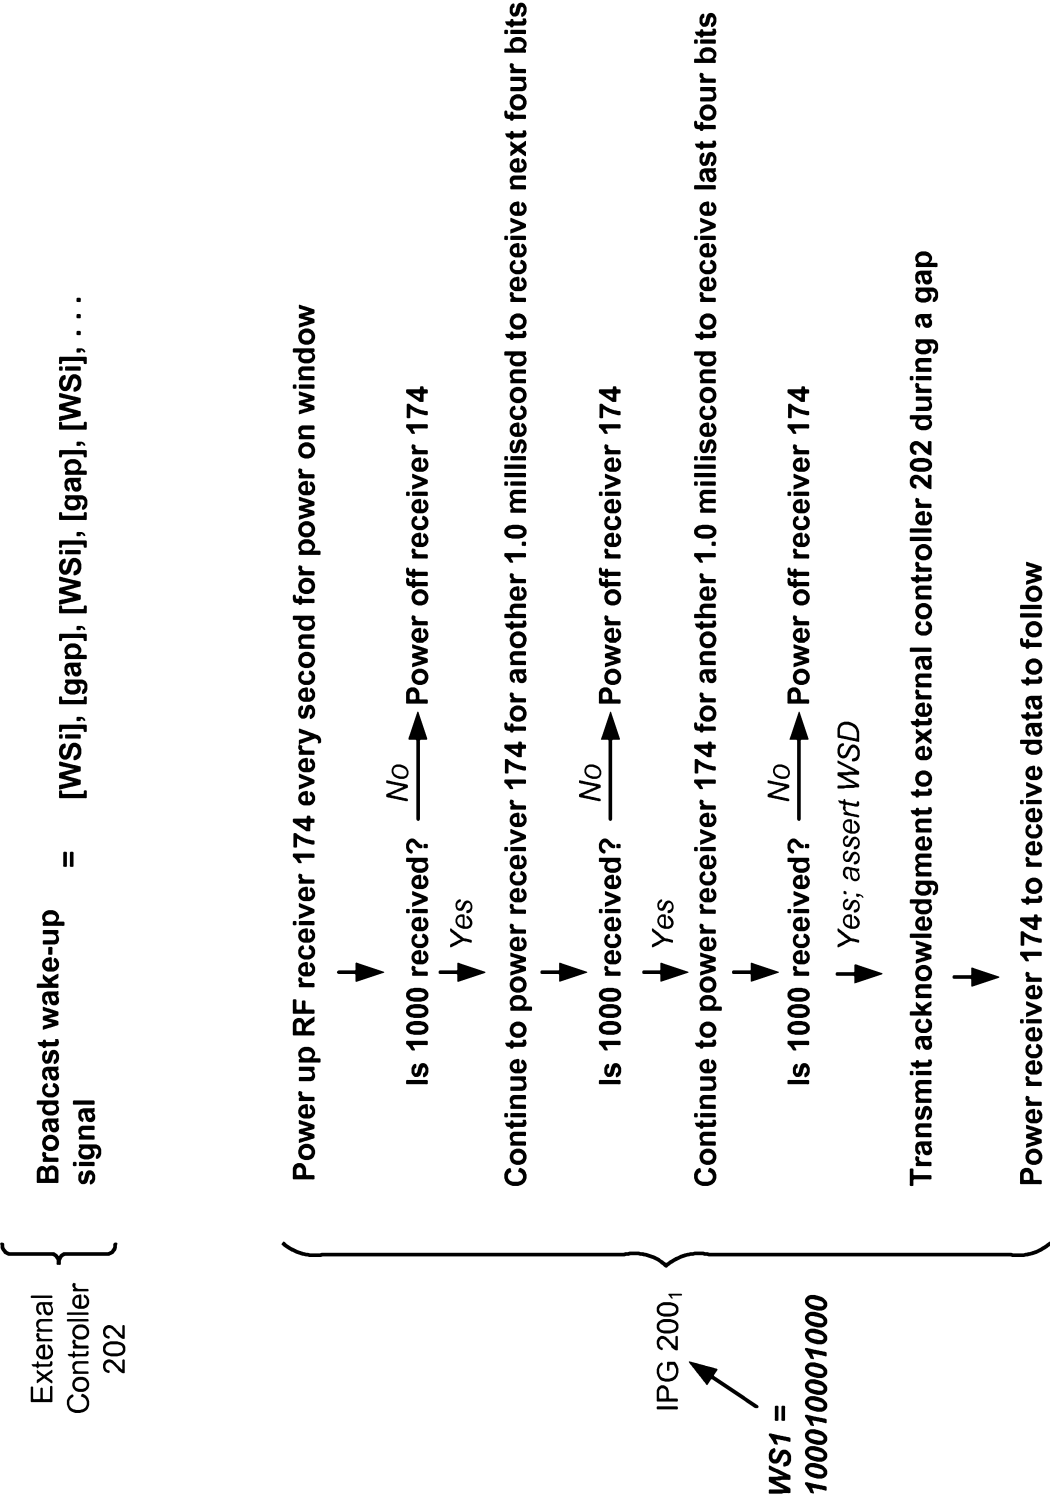 External
Controller
202
Broadcast wake-up
signal
=
[WSi], [gap], [WSi], [gap], [WSi], . . .
IPG 200₁
WS1 =
100010001000
Power up RF receiver 174 every second for power on window
Is 1000 received?
No
Power off receiver 174
Yes
Continue to power receiver 174 for another 1.0 millisecond to receive next four bits
Is 1000 received?
No
Power off receiver 174
Yes
Continue to power receiver 174 for another 1.0 millisecond to receive last four bits
Is 1000 received?
No
Power off receiver 174
Yes; assert WSD
Transmit acknowledgment to external controller 202 during a gap
Power receiver 174 to receive data to follow